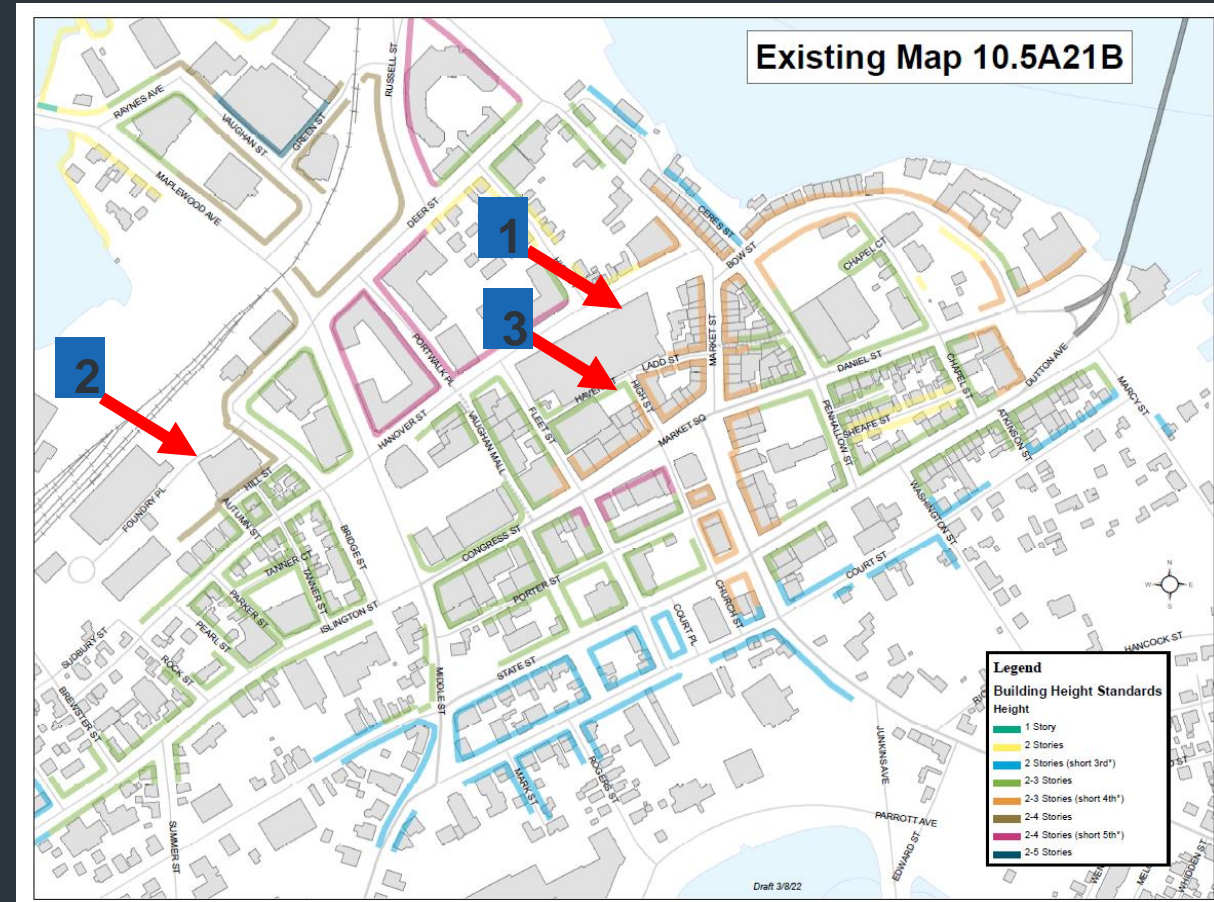 Existing Map 10.5A21B
RUSSELL ST
RAYNES AVE
VAUGHAN ST
GREEN ST
MAPLEWOOD AVE
DEER ST
1
CERES ST
BOW ST
CHAPEL CT
3
2
PORTWALK PL
LADD ST
MARKET ST
DANIEL ST
CHAPEL ST
DUTTON AVE
MARCY ST
HAVEN
HIGH ST
HANOVER ST
VAUGHAN MALL
FLEET ST
MARKET SQ
PENHALLOW ST
SHEAFE ST
ATKINSON ST
FOUNDRY PL
HILL ST
AUTUMN ST
BRIDGE ST
CONGRESS ST
WASHINGTON ST
TANNER CT
TANNER ST
PORTER ST
COURT ST
PARKER ST
PEARL ST
ISLINGTON ST
CHURCH ST
COURT PL
N
W
E
S
SUDBURY ST
ROCK ST
BREWSTER ST
MIDDLE ST
STATE ST
HANCOCK ST
Legend
Building Height Standards
Height
1 Story
2 Stories
2 Stories (short 3rd*)
2-3 Stories
2-3 Stories (short 4th*)
2-4 Stories
2-4 Stories (short 5th*)
2-5 Stories
JUNKINS AVE
MARK ST
ROGERS ST
SUMMER ST
PARROTT AVE
EDWARD ST
WHIDDEN ST
Draft 3/8/22